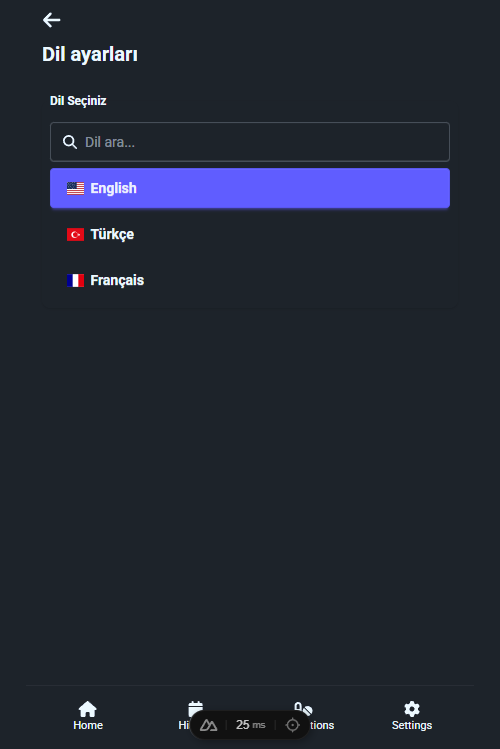 Dil ayarları
Dil Seçiniz
Dil ara...
English
Türkçe
Français
Home
Settings
25 ms